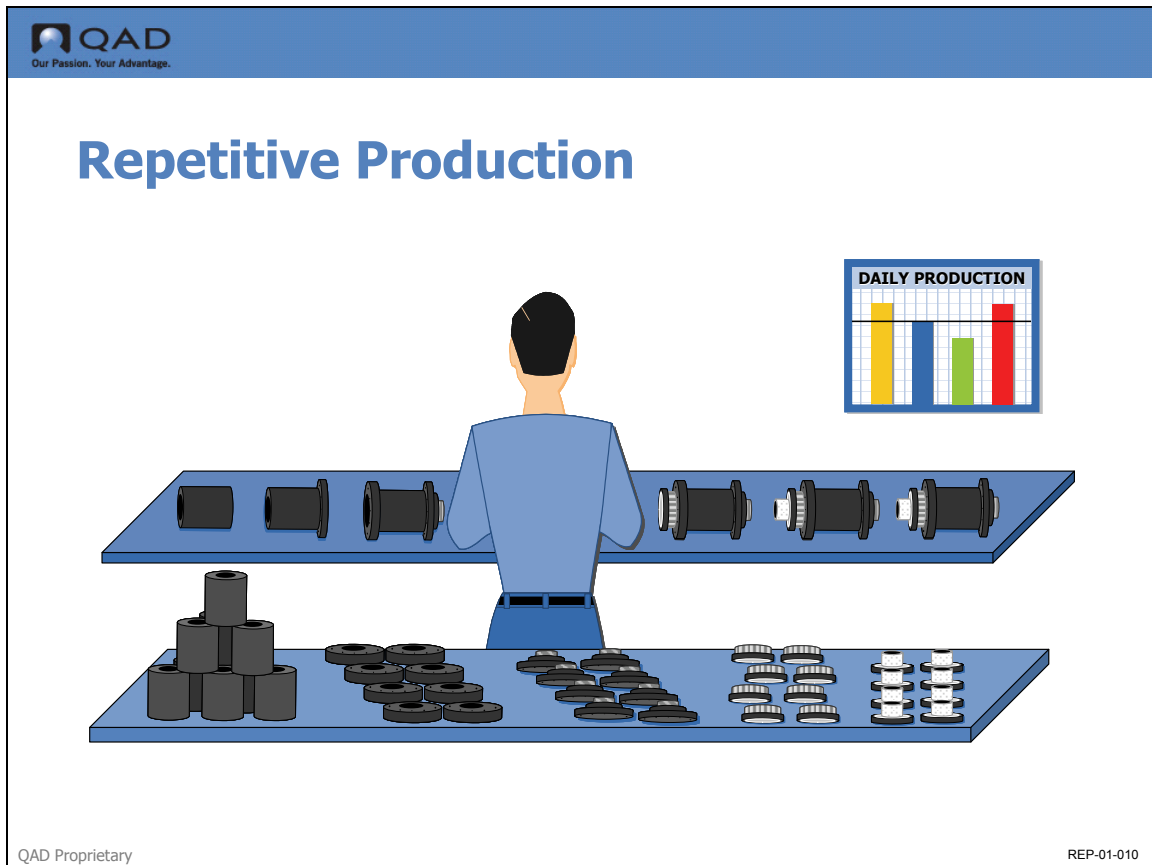 QAD
Our Passion. Your Advantage.
Repetitive Production
DAILY PRODUCTION
QAD Proprietary
REP-01-010